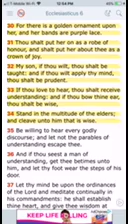 12:54 PM
Ecclesiasticus 6
30 For there is a golden ornament upon
her, and her bands are purple lace.
31 Thou shalt put her on as a robe of
honour, and shalt put her about thee as a
crown of joy.
32 My son, if thou wilt, thou shalt be
taught: and if thou wilt apply thy mind,
thou shalt be prudent.
33 If thou love to hear, thou shalt receive
understanding: and if thou bow thine ear,
thou shalt be wise,
34 Stand in the multitude of the elders;
and cleave unto him that is wise.
35 Be willing to hear every godly
discourse; and let not the parables of
understanding escape thee.
36 And if thou seest a man of
understanding, get thee betimes unto
him, and let thy foot wear the steps of his
door.
37 Let thy mind be upon the ordinances
of the Lord and meditate continually in
his commandments: he shall establish
thine heart, and give thee wisdom at
KEEP LIFE